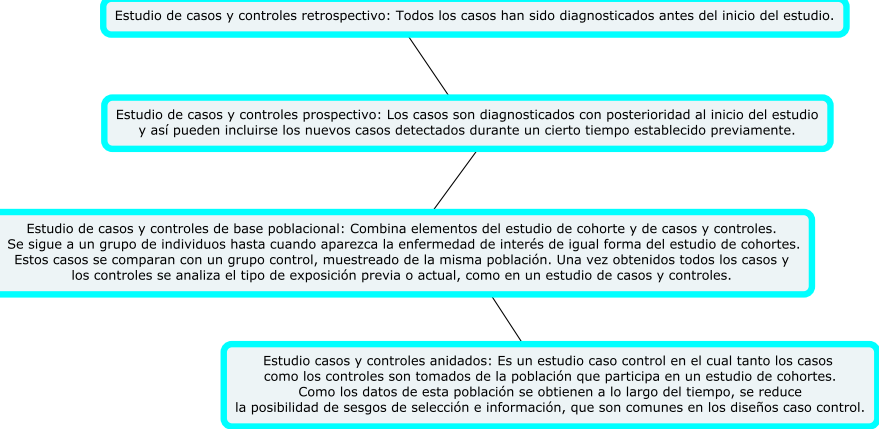 Estudio de casos y controles retrospectivo: Todos los casos han sido diagnosticados antes del inicio del estudio.
Estudio de casos y controles prospectivo: Los casos son diagnosticados con posterioridad al inicio del estudio
y así pueden incluirse los nuevos casos detectados durante un cierto tiempo establecido previamente.
Estudio de casos y controles de base poblacional: Combina elementos del estudio de cohorte y de casos y controles.
Se sigue a un grupo de individuos hasta cuando aparezca la enfermedad de interés de igual forma del estudio de cohortes.
Estos casos se comparan con un grupo control, muestreado de la misma población. Una vez obtenidos todos los casos y
los controles se analiza el tipo de exposición previa o actual, como en un estudio de casos y controles.
Estudio casos y controles anidados: Es un estudio caso control en el cual tanto los casos
como los controles son tomados de la población que participa en un estudio de cohortes.
Como los datos de esta población se obtienen a lo largo del tiempo, se reduce
la posibilidad de sesgos de selección e información, que son comunes en los diseños caso control.